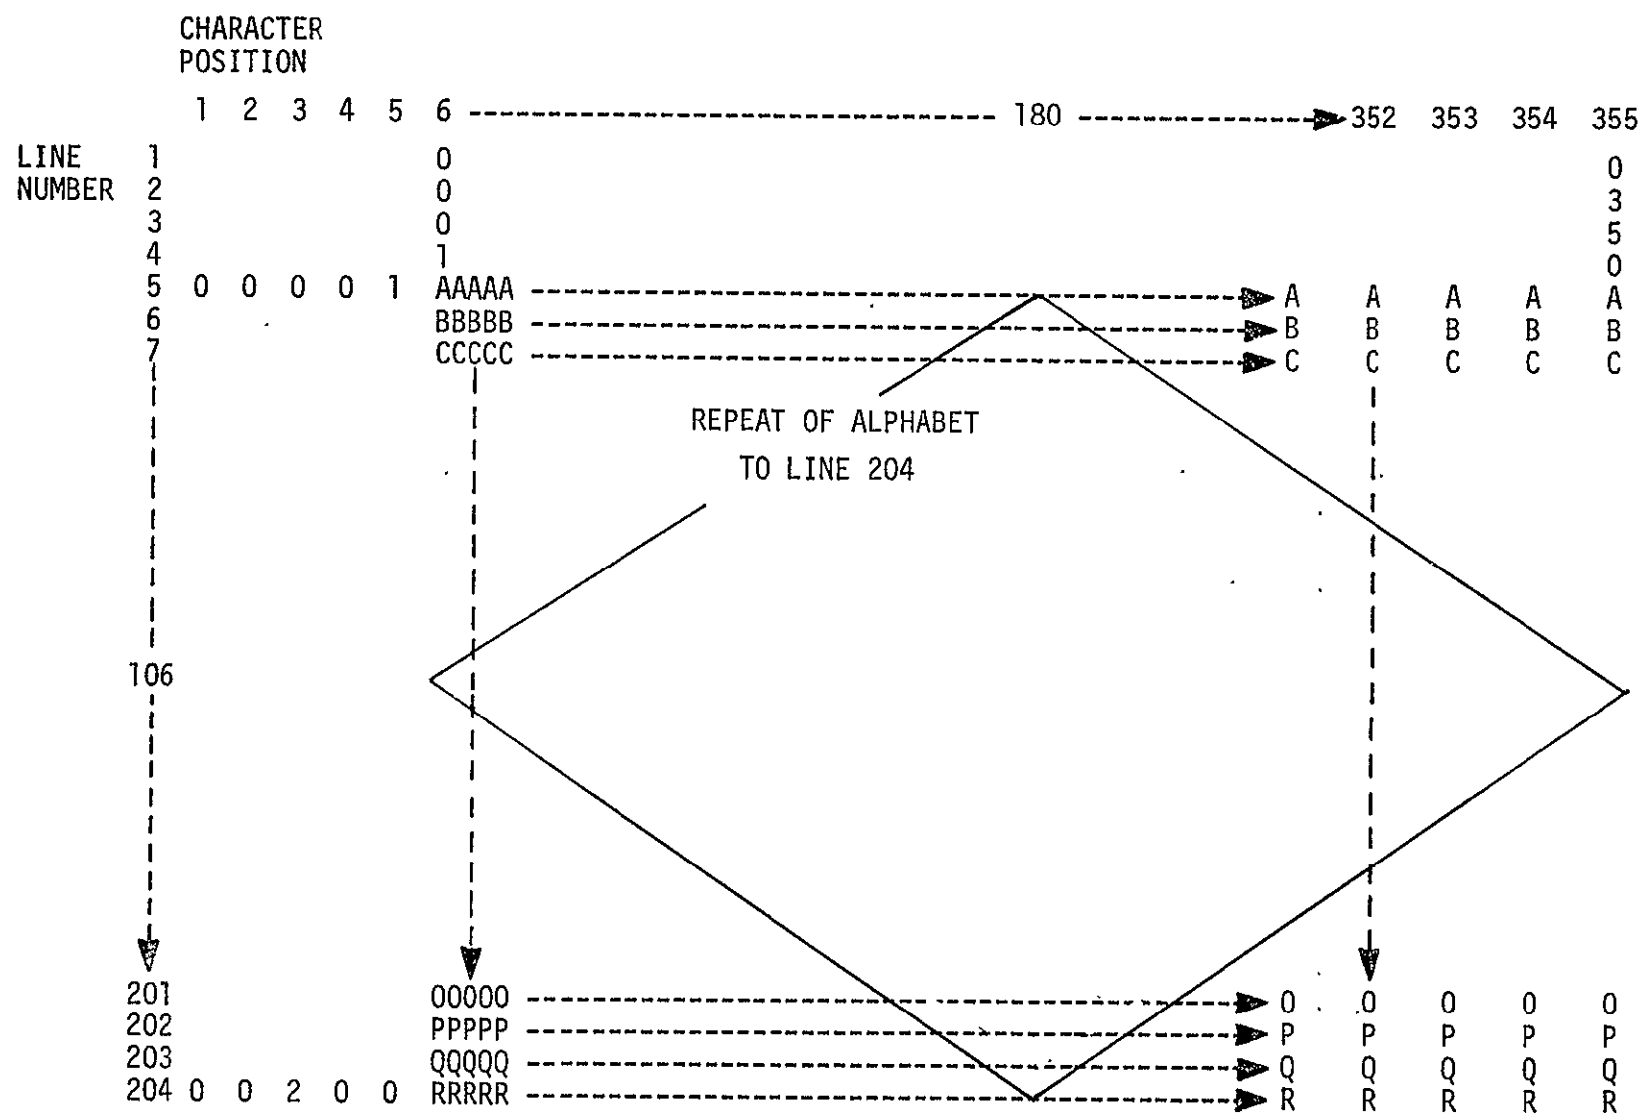 CHARACTER
POSITION
1 2 3 4 5 6 180 352 353 354 355
LINE 1 0 0
NUMBER 2 0 3
3 0 5
4 1 0
5 0 0 0 0 1 AAAAA A A A A A
6 BBBBB B B B B B
7 CCCCC C C C C C
REPEAT OF ALPHABET
TO LINE 204
106
201 OOOOO O O O O O
202 PPPPP P P P P P
203 QQQQQ Q Q Q Q Q
204 0 0 2 0 0 RRRRR R R R R R